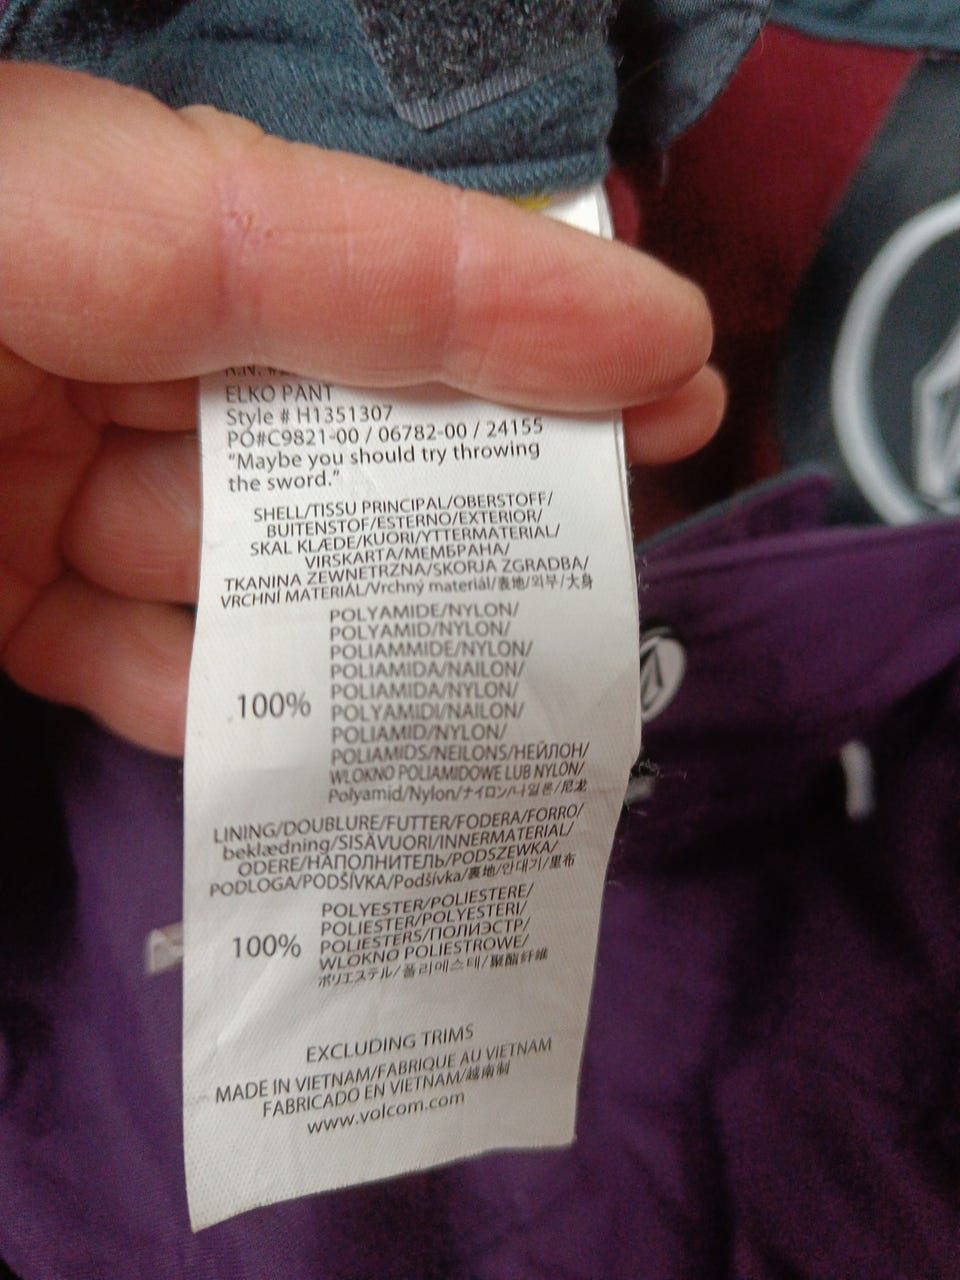 R.N. #
ELKO PANT
Style # H1351307
PO#C9821-00 / 06782-00 / 24155
“Maybe you should try throwing
the sword.”
SHELL/TISSU PRINCIPAL/OBERSTOFF/
BUITENSTOF/ESTERNO/EXTERIOR/
SKAL KLÆDE/KUORI/YTTERMATERIAL/
VIRSKARTA/МЕМБРАНА/
TKANINA ZEWNETRZNA/SKORJA ZGRADBA/
VRCHNÍ MATERIÁL/Vrchný materiál/表地/외부/大身
POLYAMIDE/NYLON/
POLYAMID/NYLON/
POLIAMMIDE/NYLON/
POLIAMIDA/NAILON/
100% POLIAMIDA/NYLON/
POLYAMIDI/NAILON/
POLIAMID/NYLON/
POLIAMIDS/NEILONS/НЕЙЛОН/
WLOKNO POLIAMIDOWE LUB NYLON/
Polyamid/Nylon/ナイロン/나일론/尼龙
LINING/DOUBLURE/FUTTER/FODERA/FORRO/
beklædning/SISÄVUORI/INNERMATERIAL/
ODERE/НАПОЛНИТЕЛЬ/PODSZEWKA/
PODLOGA/PODŠÍVKA/Podšívka/裏地/안대기/里布
POLYESTER/POLIESTERE/
POLIESTER/POLYESTERI/
100% POLIESTERS/ПОЛИЭСТР/
WLOKNO POLIESTROWE/
ポリエステル/폴리에스테/聚酯纤维
EXCLUDING TRIMS
MADE IN VIETNAM/FABRIQUE AU VIETNAM
FABRICADO EN VIETNAM/越南制
www.volcom.com